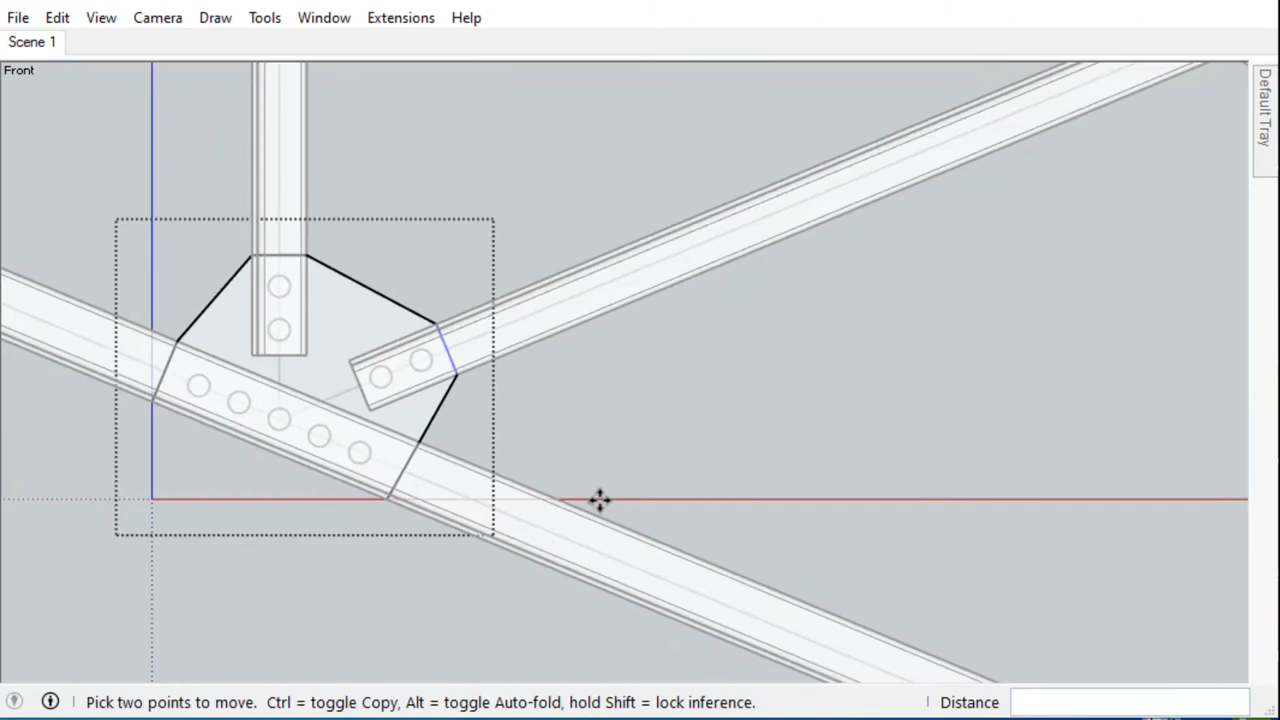 File Edit View Camera Draw Tools Window Extensions Help
Scene 1
Front
Default Tray
Pick two points to move. Ctrl = toggle Copy, Alt = toggle Auto-fold, hold Shift = lock inference.
Distance